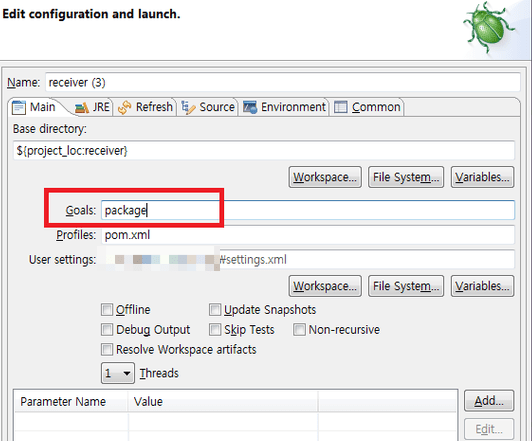 Edit configuration and launch.
Name: receiver (3)
Main JRE Refresh Source Environment Common
Base directory:
${project_loc:receiver}
Workspace... File System... Variables...
Goals: package
Profiles: pom.xml
User settings: #settings.xml
Workspace... File System... Variables...
Offline Update Snapshots
Debug Output Skip Tests Non-recursive
Resolve Workspace artifacts
1 Threads
Parameter Name Value Add...
Edit...